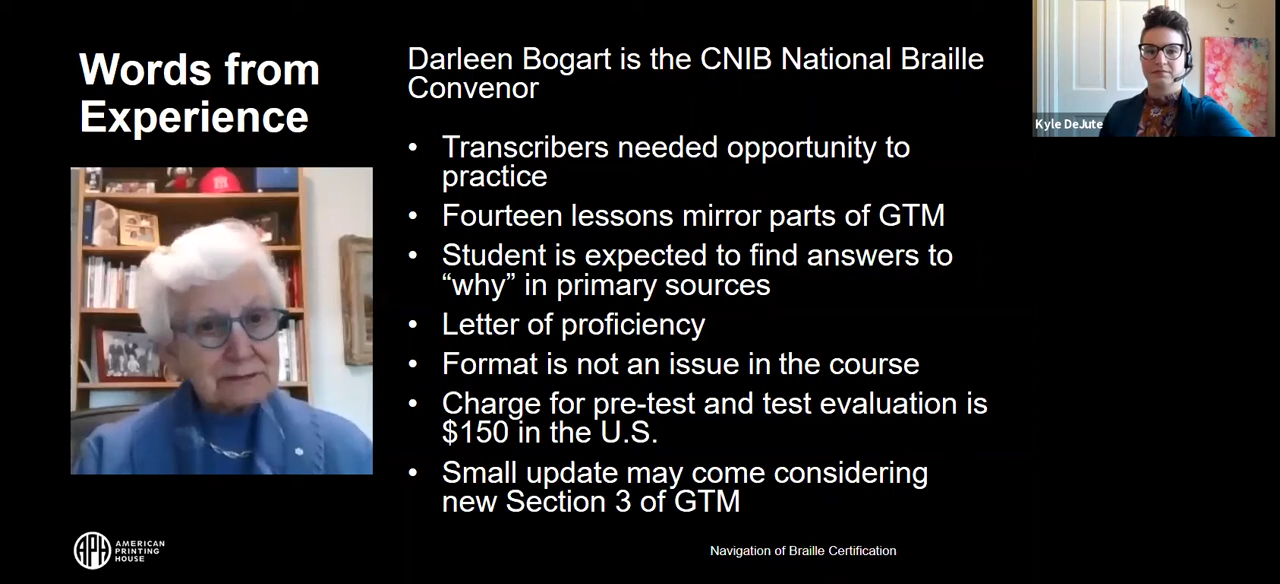 Words from
Experience
Darleen Bogart is the CNIB National Braille
Convenor
• Transcribers needed opportunity to
practice
• Fourteen lessons mirror parts of GTM
• Student is expected to find answers to
“why” in primary sources
• Letter of proficiency
• Format is not an issue in the course
• Charge for pre-test and test evaluation is
$150 in the U.S.
• Small update may come considering
new Section 3 of GTM
Kyle DeJute
APH
AMERICAN
PRINTING
HOUSE
Navigation of Braille Certification